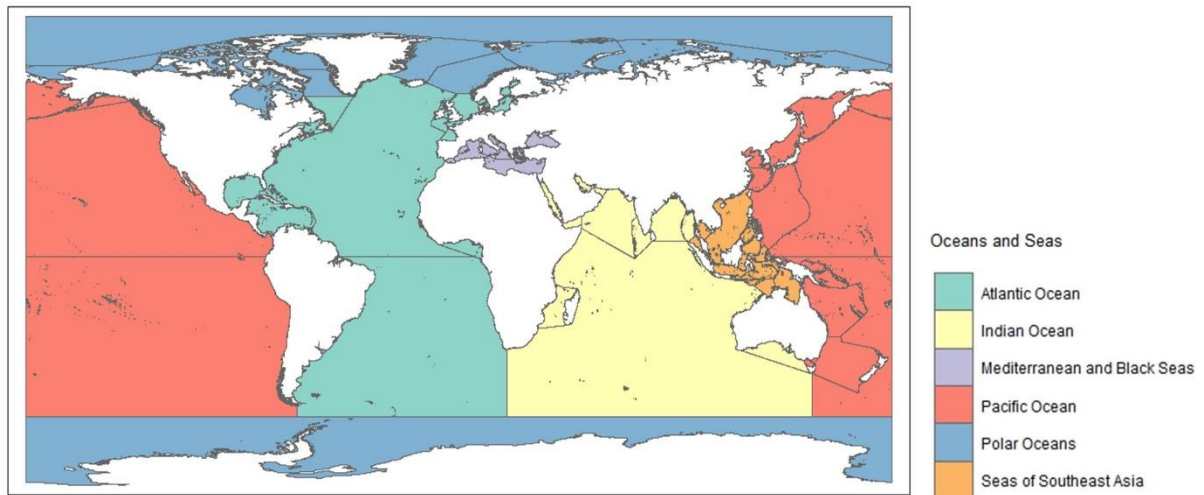 Oceans and Seas
Atlantic Ocean
Indian Ocean
Mediterranean and Black Seas
Pacific Ocean
Polar Oceans
Seas of Southeast Asia